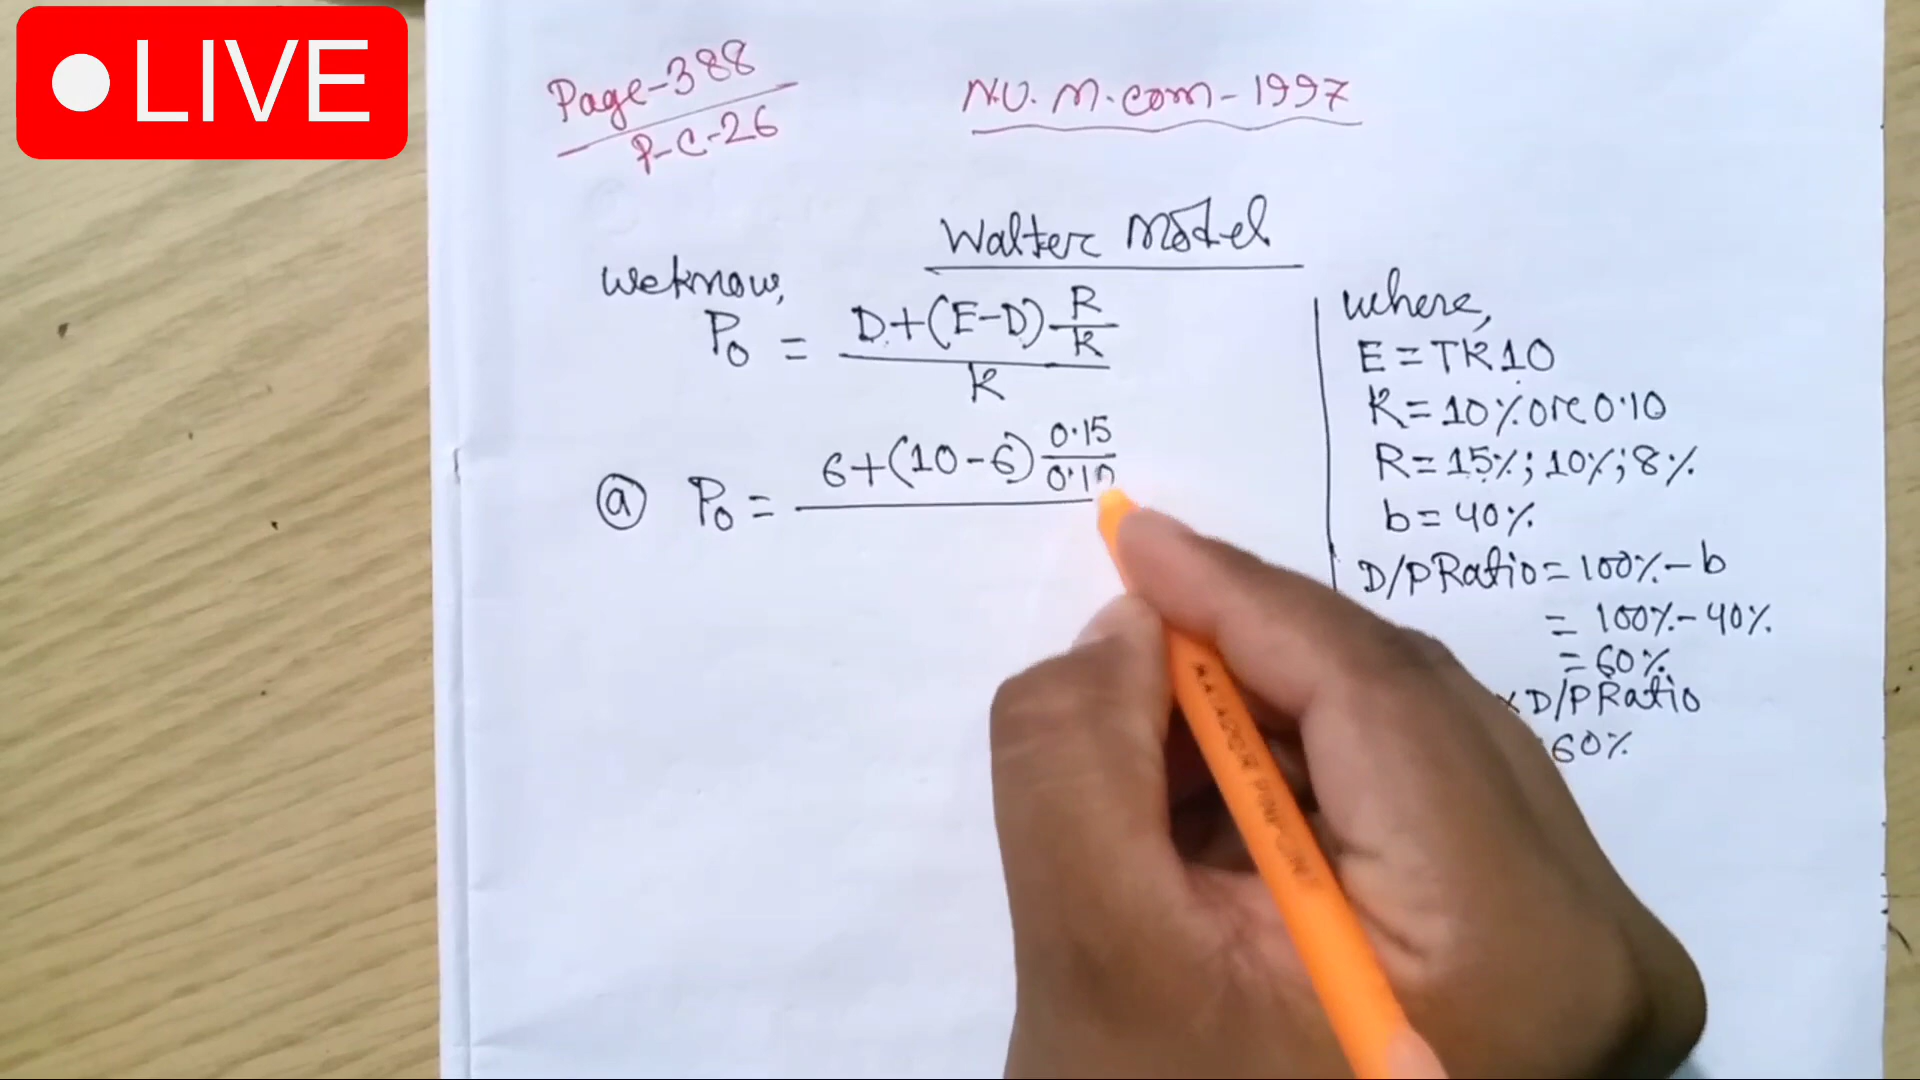 LIVE
Page-388
P-C-26
N.U. M.com-1997
Walter Model
we know,
P0 = D+(E-D) R/K
K
ⓐ P0 = 6+(10-6) 0.15/0.10
where,
E = TK10
K = 10% or 0.10
R = 15%; 10%; 8%
b = 40%
D/P Ratio = 100% - b
= 100% - 40%
= 60%
× D/P Ratio
60%